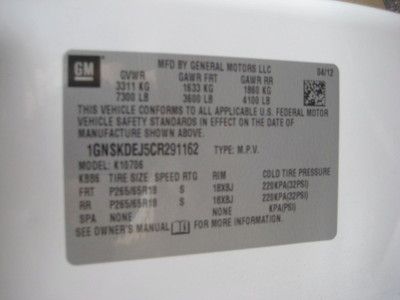 GM
MFD BY GENERAL MOTORS LLC 04/12
GVWR GAWR FRT GAWR RR
3311 KG 1633 KG 1860 KG
7300 LB 3600 LB 4100 LB
THIS VEHICLE CONFORMS TO ALL APPLICABLE U.S. FEDERAL MOTOR
VEHICLE SAFETY STANDARDS IN EFFECT ON THE DATE OF
MANUFACTURE SHOWN ABOVE.
1GNSKDEJ5CR291162 TYPE: M.P.V.
MODEL: K10706
TIRE SIZE SPEED RTG RIM COLD TIRE PRESSURE
FRT P265/65R18 S 18X8J 220KPA(32PSI)
RR P265/65R18 S 18X8J 220KPA(32PSI)
SPA NONE KPA(PSI)
SEE OWNER'S MANUAL FOR MORE INFORMATION.